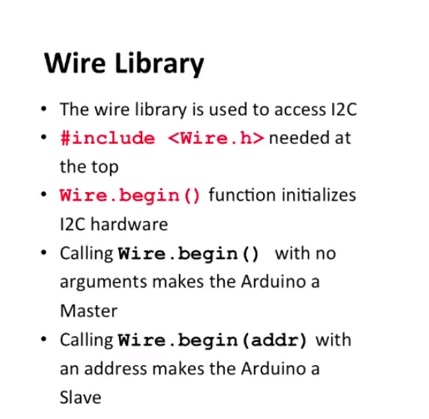 Wire Library
• The wire library is used to access I2C
• #include <Wire.h> needed at
the top
• Wire.begin() function initializes
I2C hardware
• Calling Wire.begin() with no
arguments makes the Arduino a
Master
• Calling Wire.begin(addr) with
an address makes the Arduino a
Slave